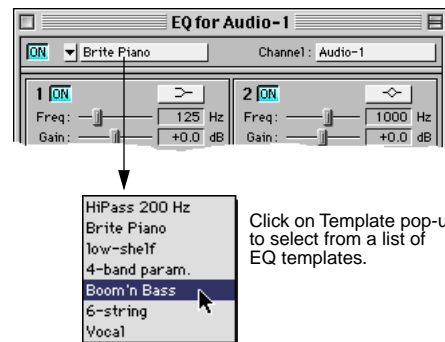 EQ for Audio-1
ON Brite Piano Channel: Audio-1
1 ON 2 ON
Freq: 125 Hz Freq: 1000 Hz
Gain: +0.0 dB Gain: +0.0 dB
HiPass 200 Hz
Brite Piano
low-shelf
4-band param.
Boom'n Bass
6-string
Vocal
Click on Template pop-u
to select from a list of
EQ templates.